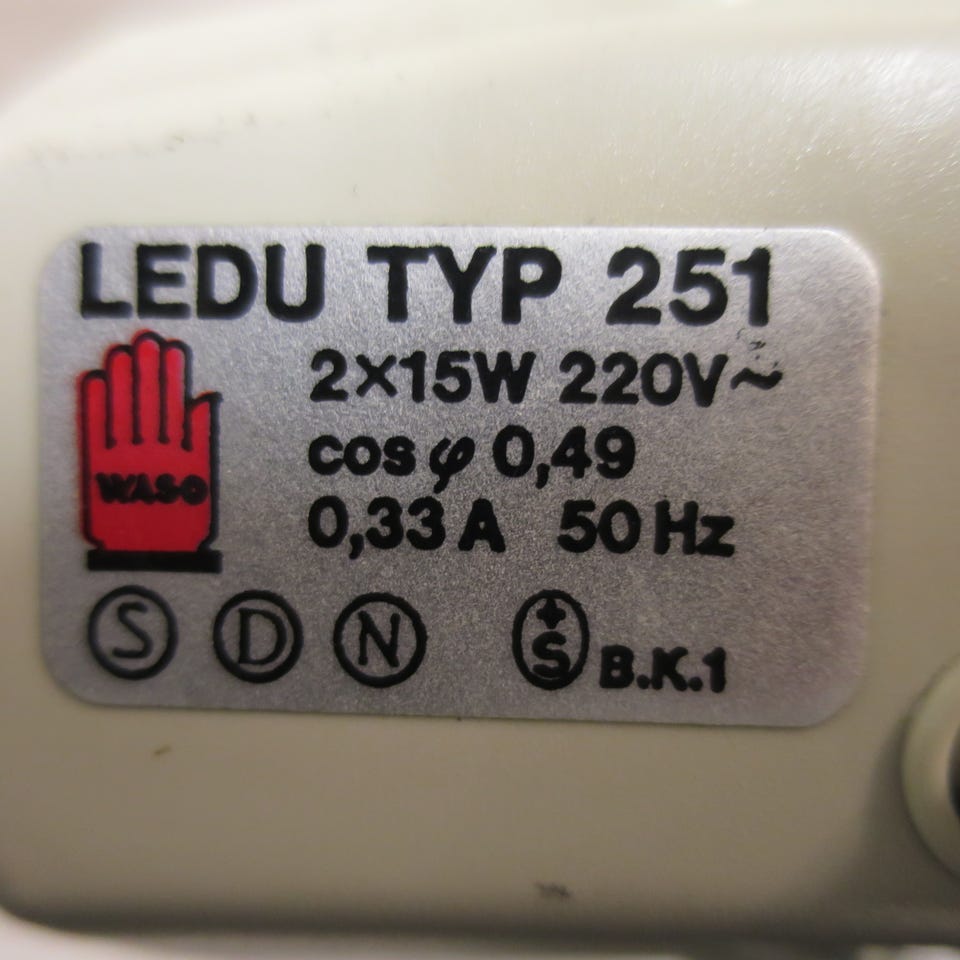 LEDU TYP 251
2×15W 220V~
cos φ 0,49
WASO
0,33 A 50 Hz
S D N +S B.K.1